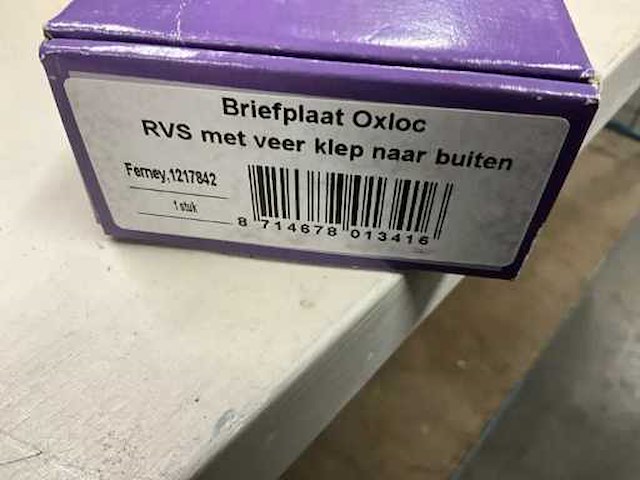 Briefplaat Oxloc
RVS met veer klep naar buiten
Ferney,1217842
1 stuk
8 714678 013416